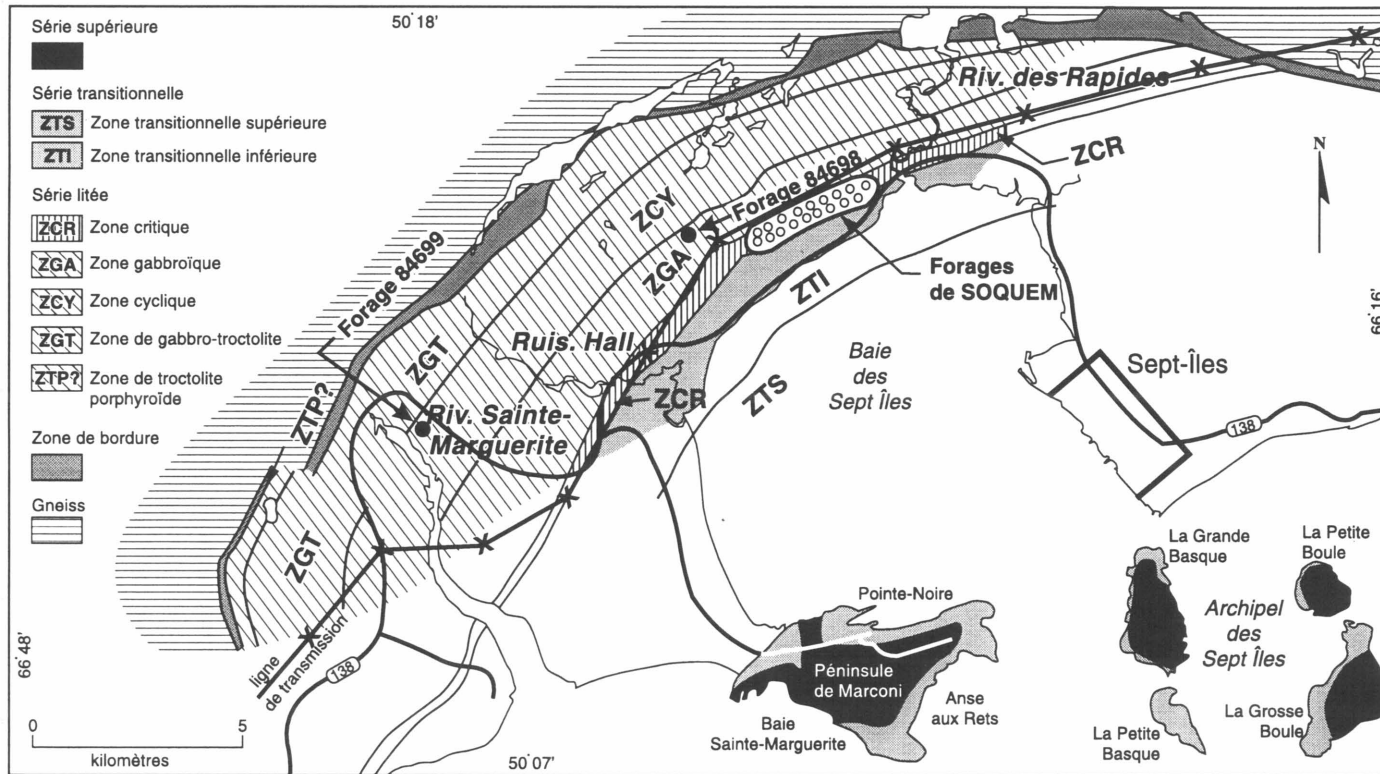 Série supérieure
Série transitionnelle
ZTS Zone transitionnelle supérieure
ZTI Zone transitionnelle inférieure
Série litée
ZCR Zone critique
ZGA Zone gabbroïque
ZCY Zone cyclique
ZGT Zone de gabbro-troctolite
ZTP? Zone de troctolite
porphyroïde
Zone de bordure
Gneiss
50° 18'
Riv. des Rapides
ZCR
N
Forage 84698
ZCY
ZGA
Forages
de SOQUEM
ZTI
66° 16'
Forage 84699
ZGT
Ruis. Hall
Baie
des
Sept Îles
Sept-Îles
ZTP?
ZCR
ZTS
Riv. Sainte-
Marguerite
138
ZGT
La Grande
Basque
La Petite
Boule
Pointe-Noire
Archipel
des
Sept Îles
66° 48'
ligne
de transmission
138
Péninsule
de Marconi
Anse
aux Rets
La Grosse
Boule
Baie
Sainte-Marguerite
La Petite
Basque
0 5
kilomètres
50° 07'